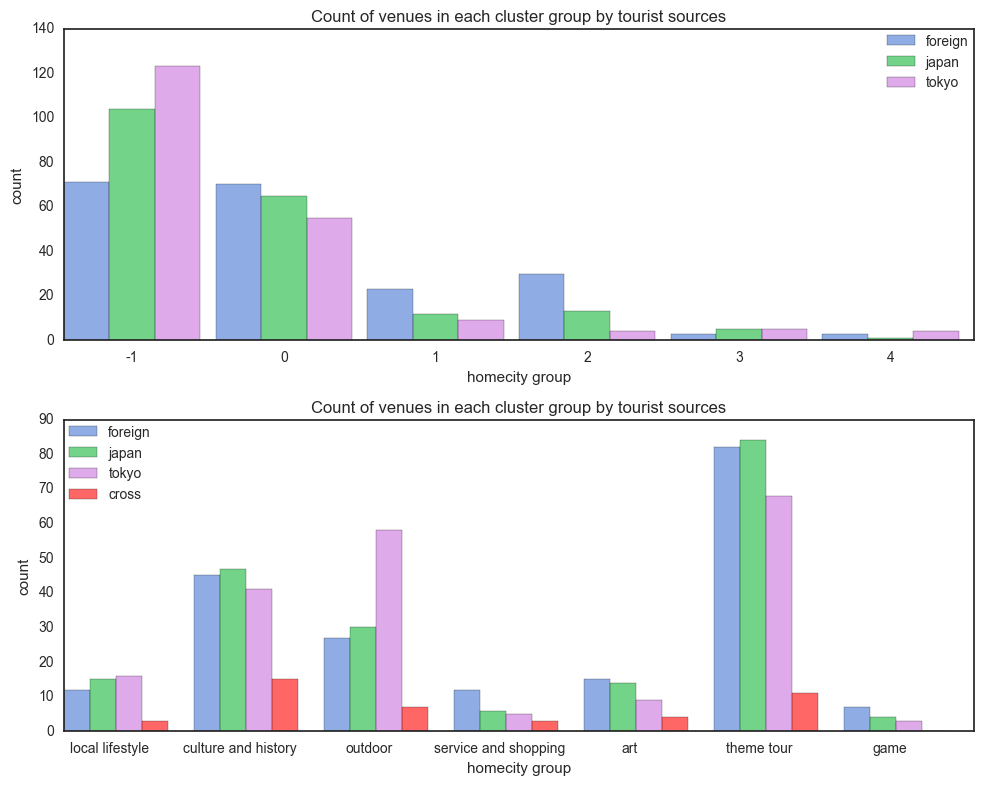 Count of venues in each cluster group by tourist sources
140
120
100
80
60
40
20
0
count
foreign
japan
tokyo
-1 0 1 2 3 4
homecity group
Count of venues in each cluster group by tourist sources
90
80
70
60
50
40
30
20
10
0
count
foreign
japan
tokyo
cross
local lifestyle culture and history outdoor service and shopping art theme tour game
homecity group